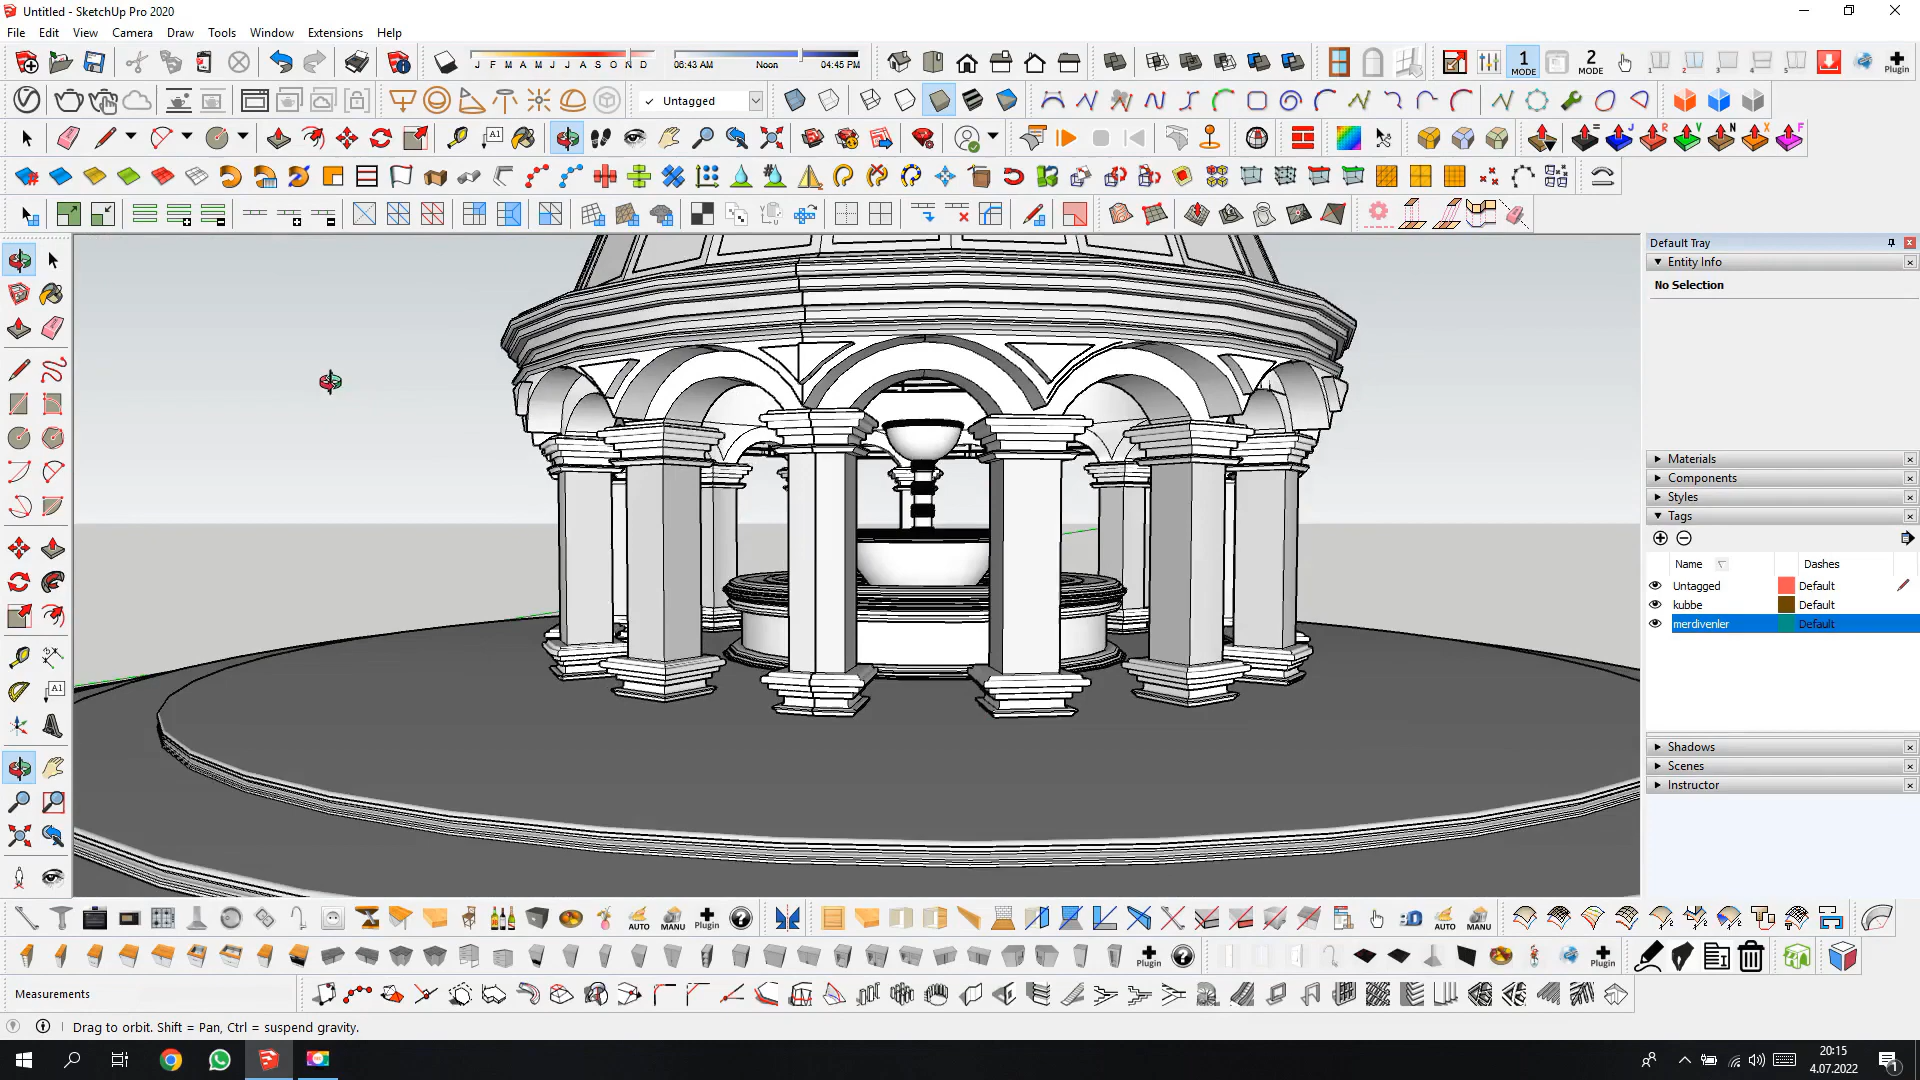 Untitled - SketchUp Pro 2020
File Edit View Camera Draw Tools Window Extensions Help
J F M A M J J A S O N D
06:43 AM Noon 04:45 PM
1 MODE
2 MODE
Plugin
Untagged
A1
Default Tray
Entity Info
No Selection
Materials
Components
Styles
Tags
Name Dashes
Untagged Default
kubbe Default
merdivenler Default
Shadows
Scenes
Instructor
A1
AUTO MANU Plugin
AUTO MANU
Plugin
Plugin
Measurements
Drag to orbit. Shift = Pan, Ctrl = suspend gravity.
20:15
4.07.2022
1